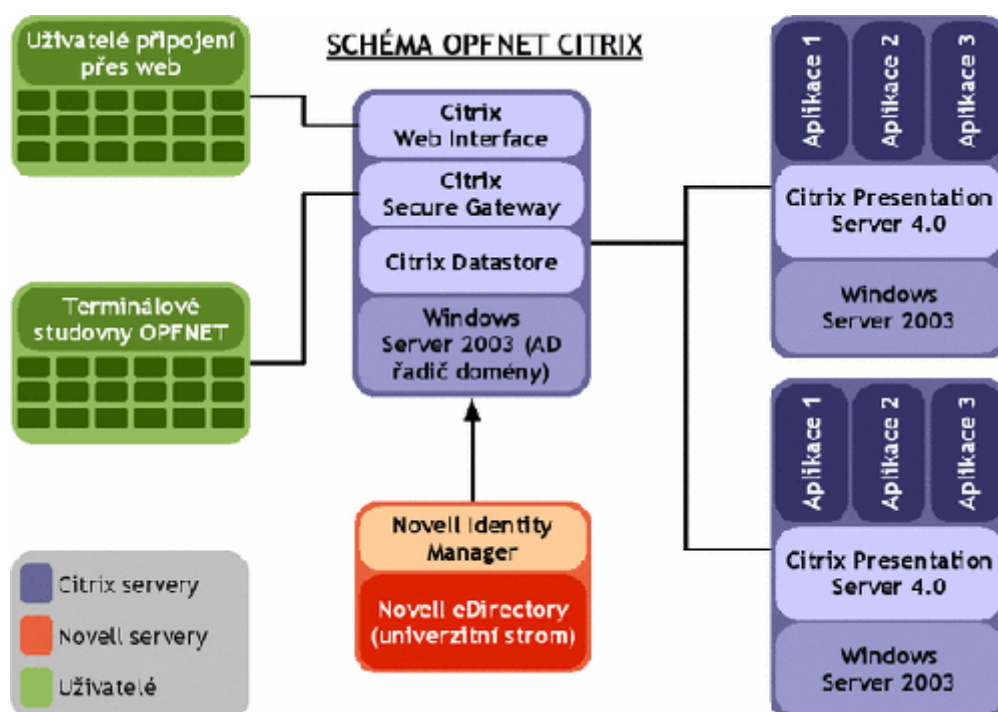 SCHÉMA OPFNET CITRIX
Uživatelé připojení
přes web
Terminálové
studovny OPFNET
Citrix
Web Interface
Citrix
Secure Gateway
Citrix Datastore
Windows
Server 2003 (AD
řadič domény)
Novell Identity
Manager
Novell eDirectory
(univerzitní strom)
Aplikace 1
Aplikace 2
Aplikace 3
Citrix Presentation
Server 4.0
Windows
Server 2003
Aplikace 1
Aplikace 2
Aplikace 3
Citrix Presentation
Server 4.0
Windows
Server 2003
Citrix servery
Novell servery
Uživatelé